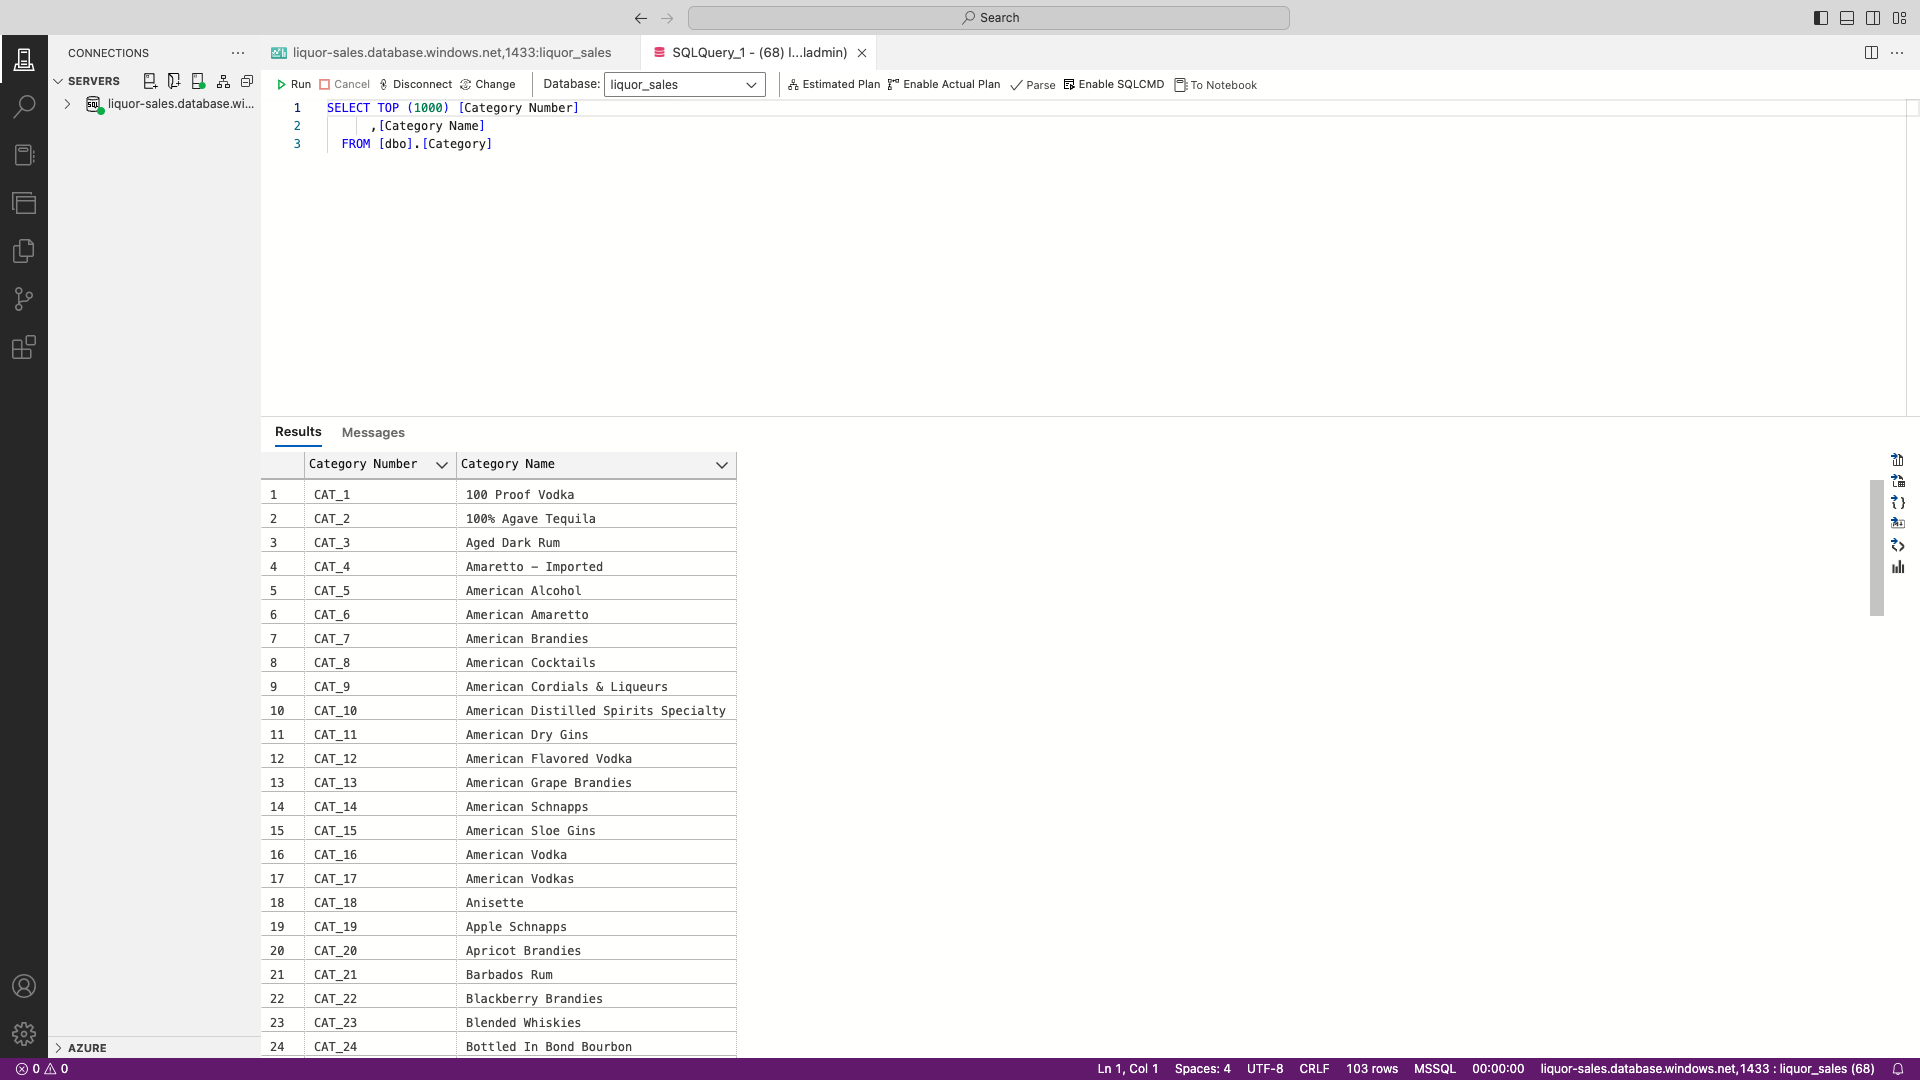 Search
CONNECTIONS
SERVERS
liquor-sales.database.wi...
AZURE
liquor-sales.database.windows.net,1433:liquor_sales
SQLQuery_1 - (68) l...ladmin)
Run Cancel Disconnect Change Database: liquor_sales Estimated Plan Enable Actual Plan Parse Enable SQLCMD To Notebook
1 SELECT TOP (1000) [Category Number]
2 ,[Category Name]
3 FROM [dbo].[Category]
Results Messages
Category Number Category Name
1 CAT_1 100 Proof Vodka
2 CAT_2 100% Agave Tequila
3 CAT_3 Aged Dark Rum
4 CAT_4 Amaretto – Imported
5 CAT_5 American Alcohol
6 CAT_6 American Amaretto
7 CAT_7 American Brandies
8 CAT_8 American Cocktails
9 CAT_9 American Cordials & Liqueurs
10 CAT_10 American Distilled Spirits Specialty
11 CAT_11 American Dry Gins
12 CAT_12 American Flavored Vodka
13 CAT_13 American Grape Brandies
14 CAT_14 American Schnapps
15 CAT_15 American Sloe Gins
16 CAT_16 American Vodka
17 CAT_17 American Vodkas
18 CAT_18 Anisette
19 CAT_19 Apple Schnapps
20 CAT_20 Apricot Brandies
21 CAT_21 Barbados Rum
22 CAT_22 Blackberry Brandies
23 CAT_23 Blended Whiskies
24 CAT_24 Bottled In Bond Bourbon
0 0 Ln 1, Col 1 Spaces: 4 UTF-8 CRLF 103 rows MSSQL 00:00:00 liquor-sales.database.windows.net,1433 : liquor_sales (68)